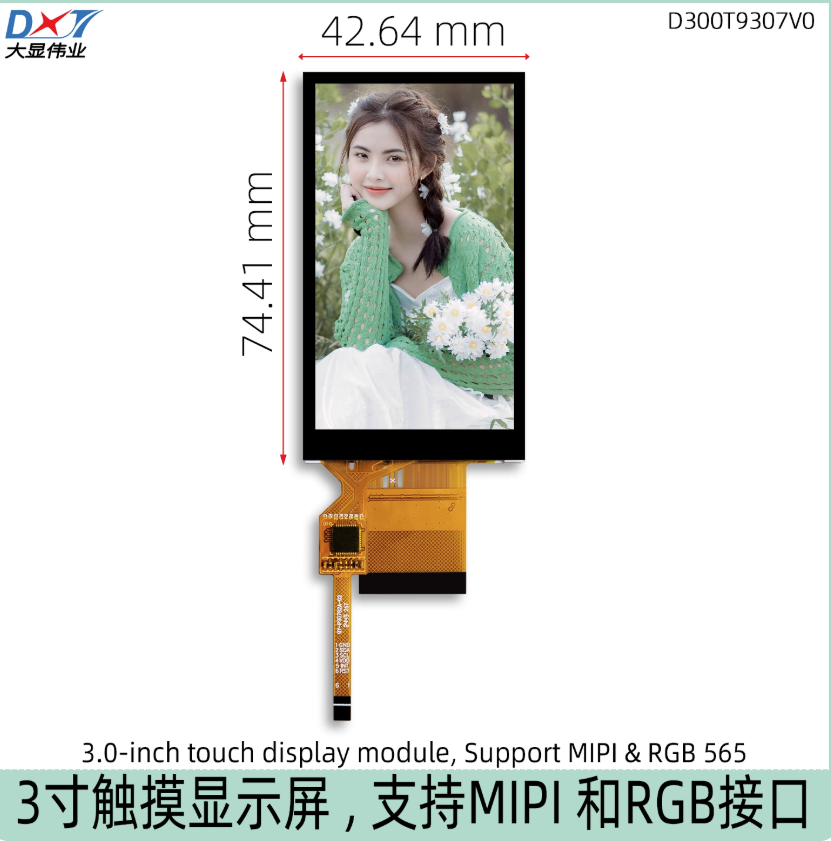 DXT
大显伟业
D300T9307V0
42.64 mm
74.41 mm
3.0-inch touch display module, Support MIPI & RGB 565
3寸触摸显示屏 , 支持MIPI 和RGB接口